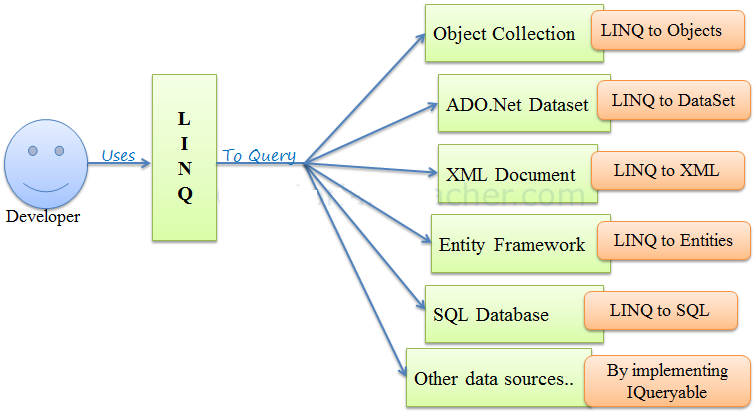 Developer
Uses
L
I
N
Q
To Query
Object Collection
LINQ to Objects
ADO.Net Dataset
LINQ to DataSet
XML Document
LINQ to XML
Entity Framework
LINQ to Entities
SQL Database
LINQ to SQL
Other data sources..
By implementing
IQueryable